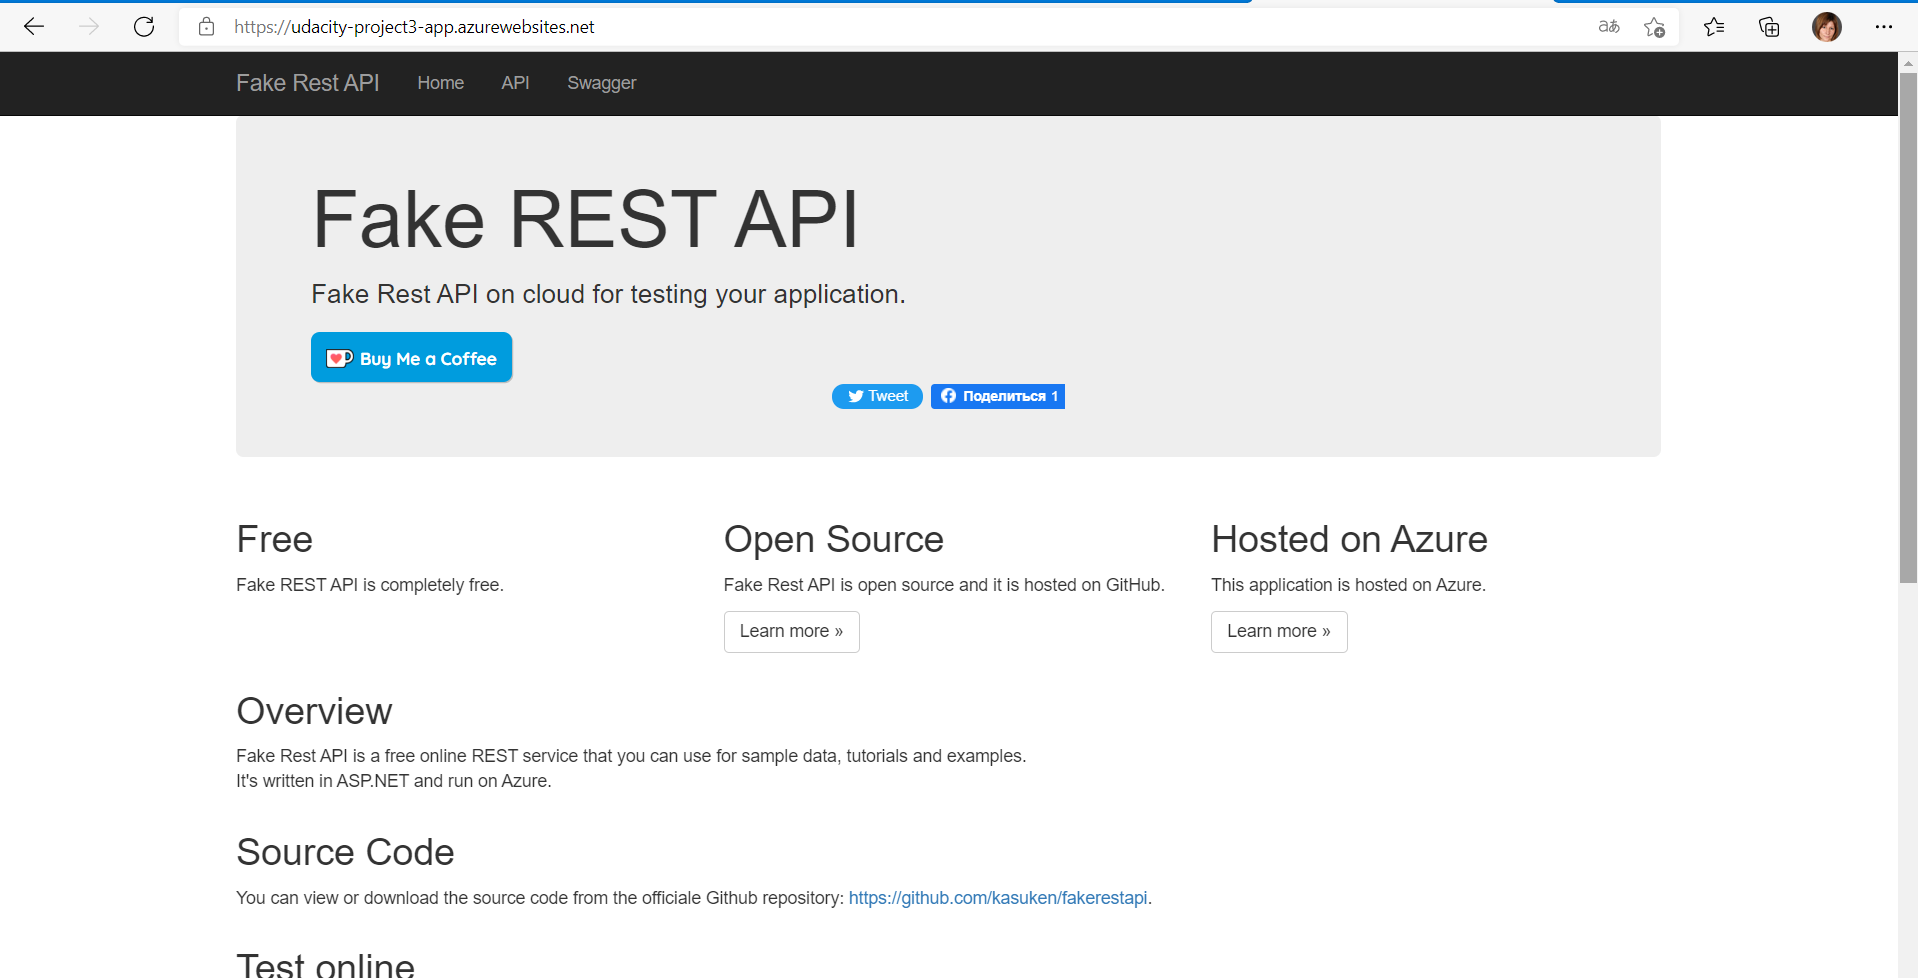 https://udacity-project3-app.azurewebsites.net
Fake Rest API Home API Swagger
Fake REST API
Fake Rest API on cloud for testing your application.
Buy Me a Coffee
Tweet Поделиться 1
Free
Fake REST API is completely free.
Open Source
Fake Rest API is open source and it is hosted on GitHub.
Learn more »
Hosted on Azure
This application is hosted on Azure.
Learn more »
Overview
Fake Rest API is a free online REST service that you can use for sample data, tutorials and examples.
It's written in ASP.NET and run on Azure.
Source Code
You can view or download the source code from the officiale Github repository: https://github.com/kasuken/fakerestapi.
Test online